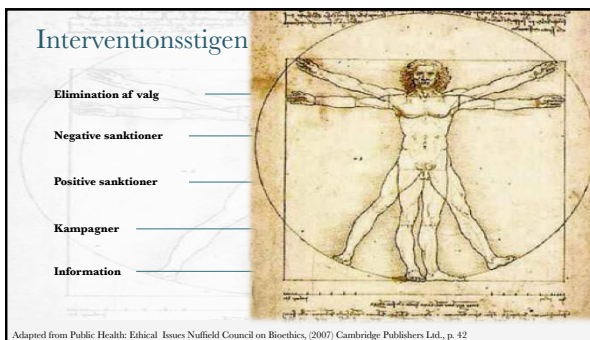 Interventionsstigen
Elimination af valg
Negative sanktioner
Positive sanktioner
Kampagner
Information
Adapted from Public Health: Ethical Issues Nuffield Council on Bioethics, (2007) Cambridge Publishers Ltd., p. 42